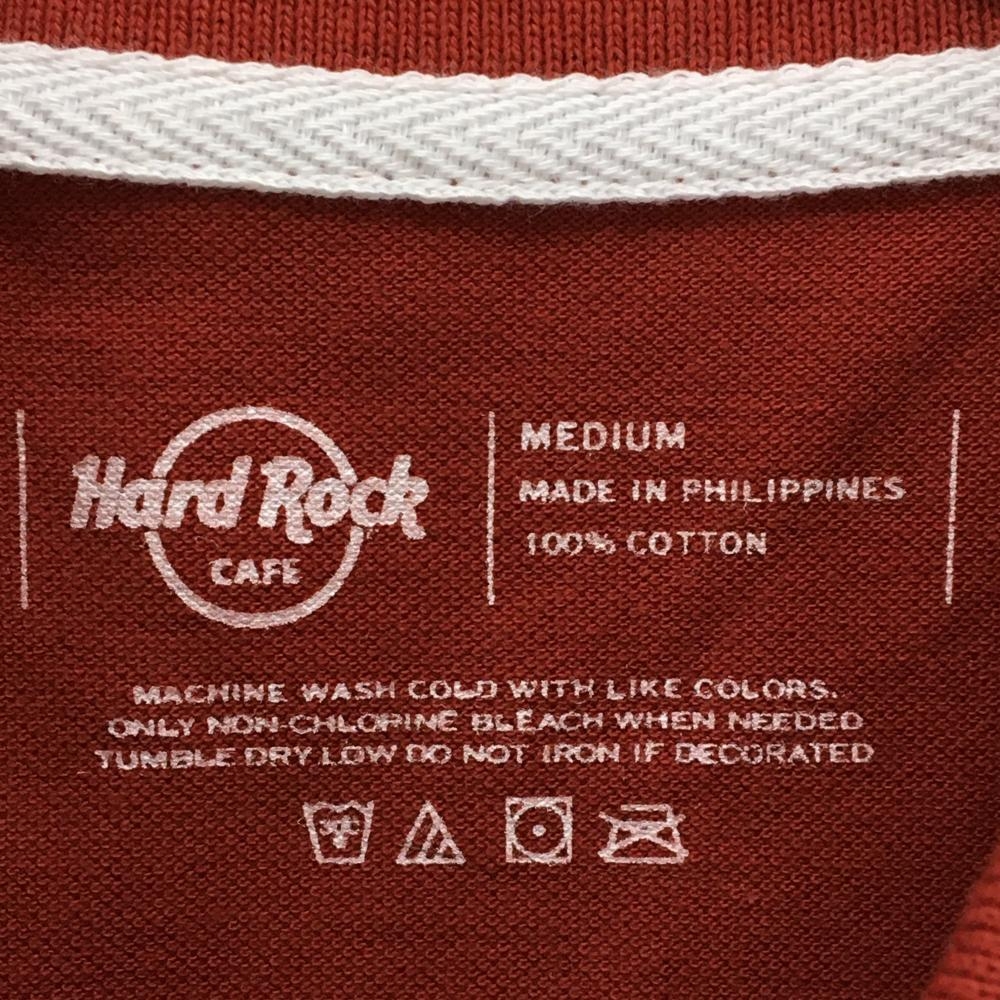 Hard Rock
CAFE
MEDIUM
MADE IN PHILIPPINES
100% COTTON
MACHINE WASH COLD WITH LIKE COLORS.
ONLY NON-CHLORINE BLEACH WHEN NEEDED
TUMBLE DRY LOW DO NOT IRON IF DECORATED